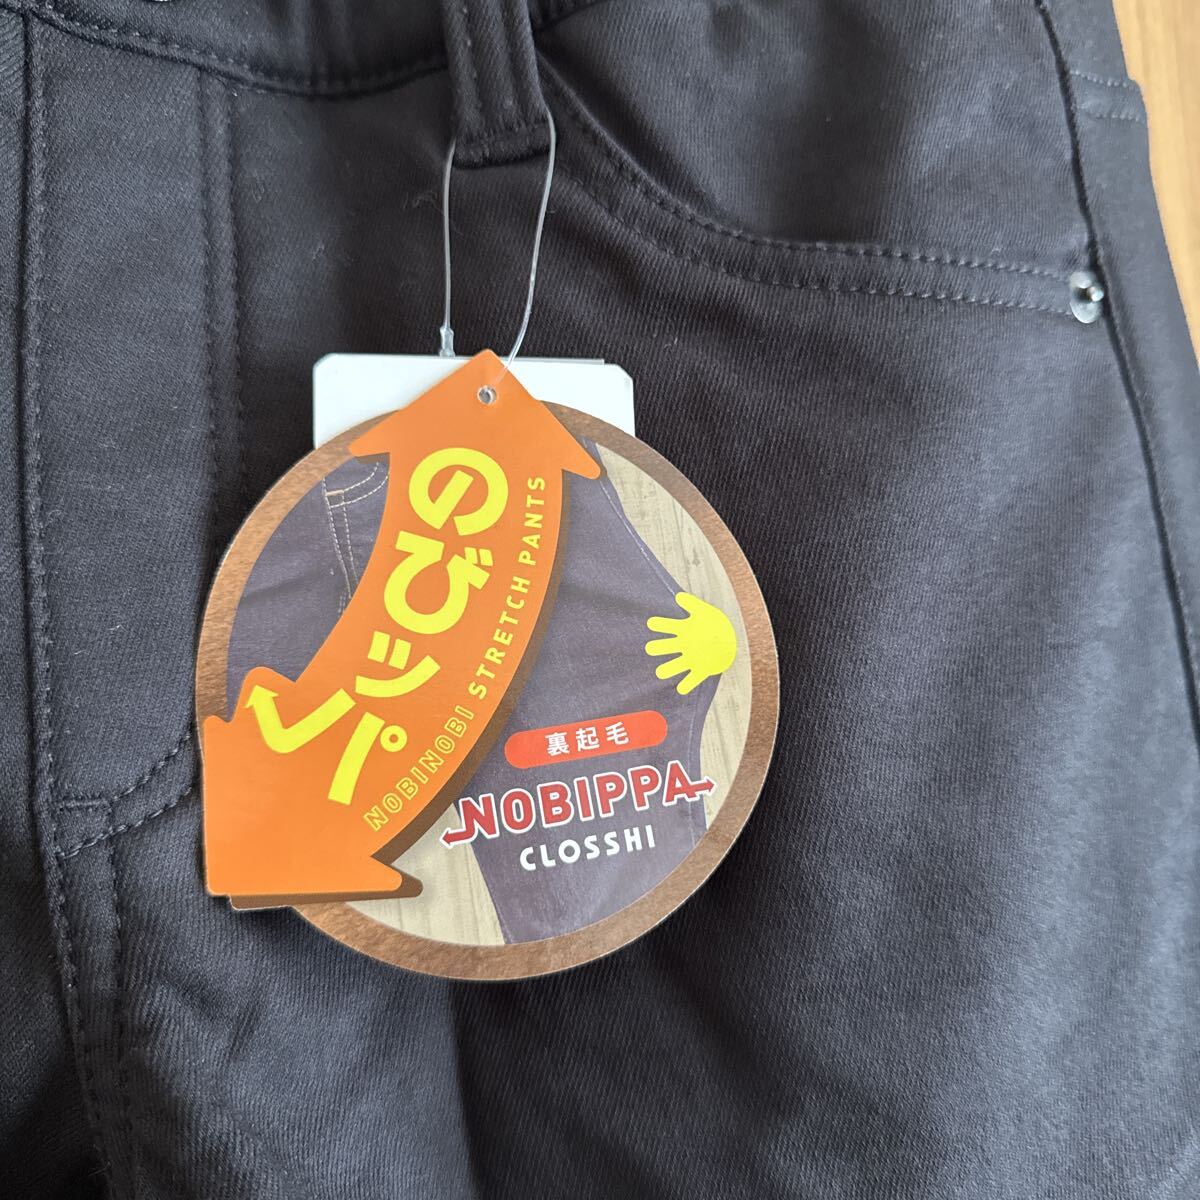 のびッパ
NOBINOBI STRETCH PANTS
裏起毛
NOBIPPA
CLOSSHI